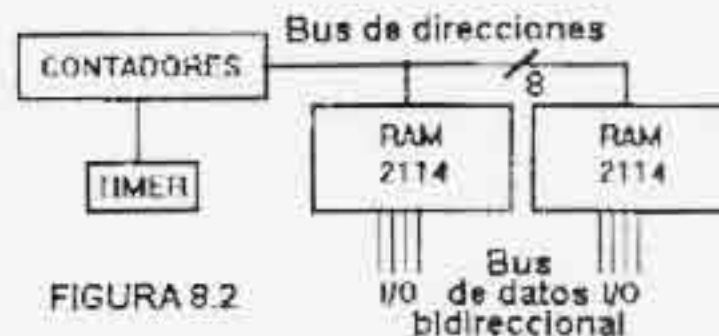 Bus de direcciones
CONTADORES
8
RAM
2114
RAM
2114
TIMER
I/O
Bus
de datos
bidireccional
I/O
FIGURA 8.2